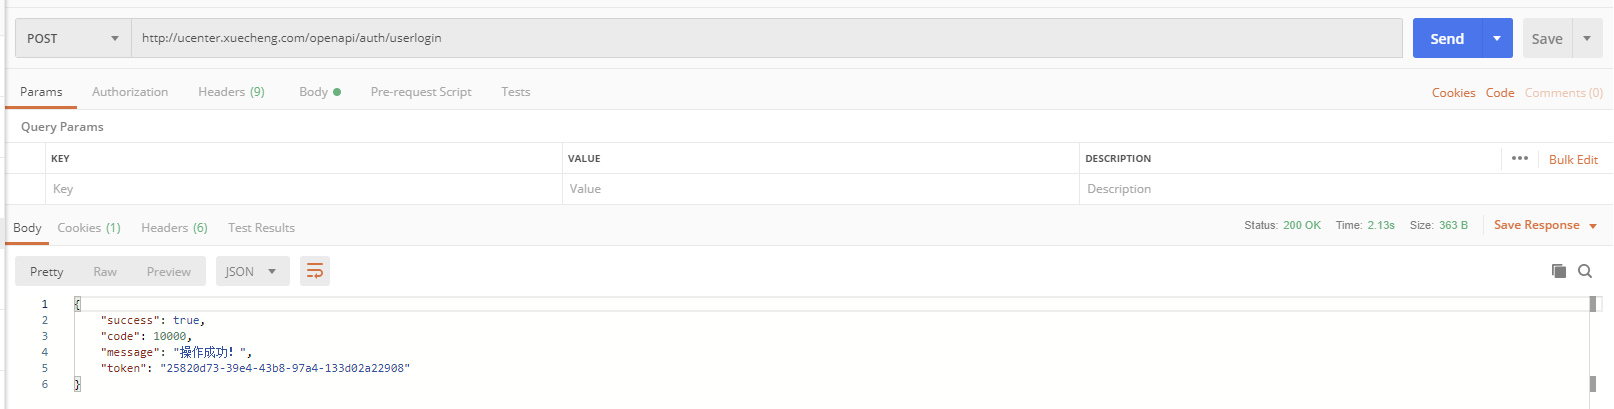 POST http://ucenter.xuecheng.com/openapi/auth/userlogin Send Save
Params Authorization Headers (9) Body Pre-request Script Tests Cookies Code Comments (0)
Query Params
KEY VALUE DESCRIPTION ••• Bulk Edit
Key Value Description
Body Cookies (1) Headers (6) Test Results Status: 200 OK Time: 2.13s Size: 363 B Save Response
Pretty Raw Preview JSON
1 {
2 "success": true,
3 "code": 10000,
4 "message": "操作成功！",
5 "token": "25820d73-39e4-43b8-97a4-133d02a22908"
6 }